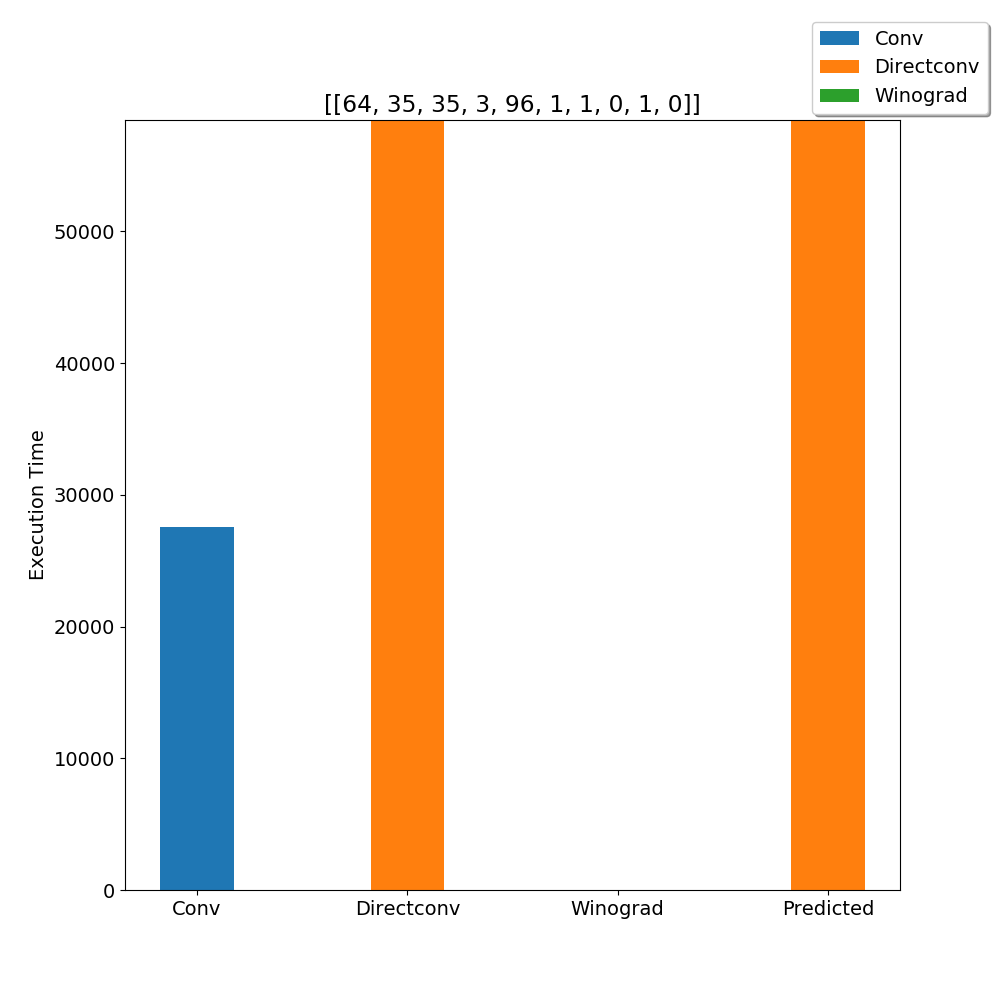 Conv
Directconv
Winograd
[[64, 35, 35, 3, 96, 1, 1, 0, 1, 0]]
50000
40000
30000
20000
10000
0
Execution Time
Conv Directconv Winograd Predicted